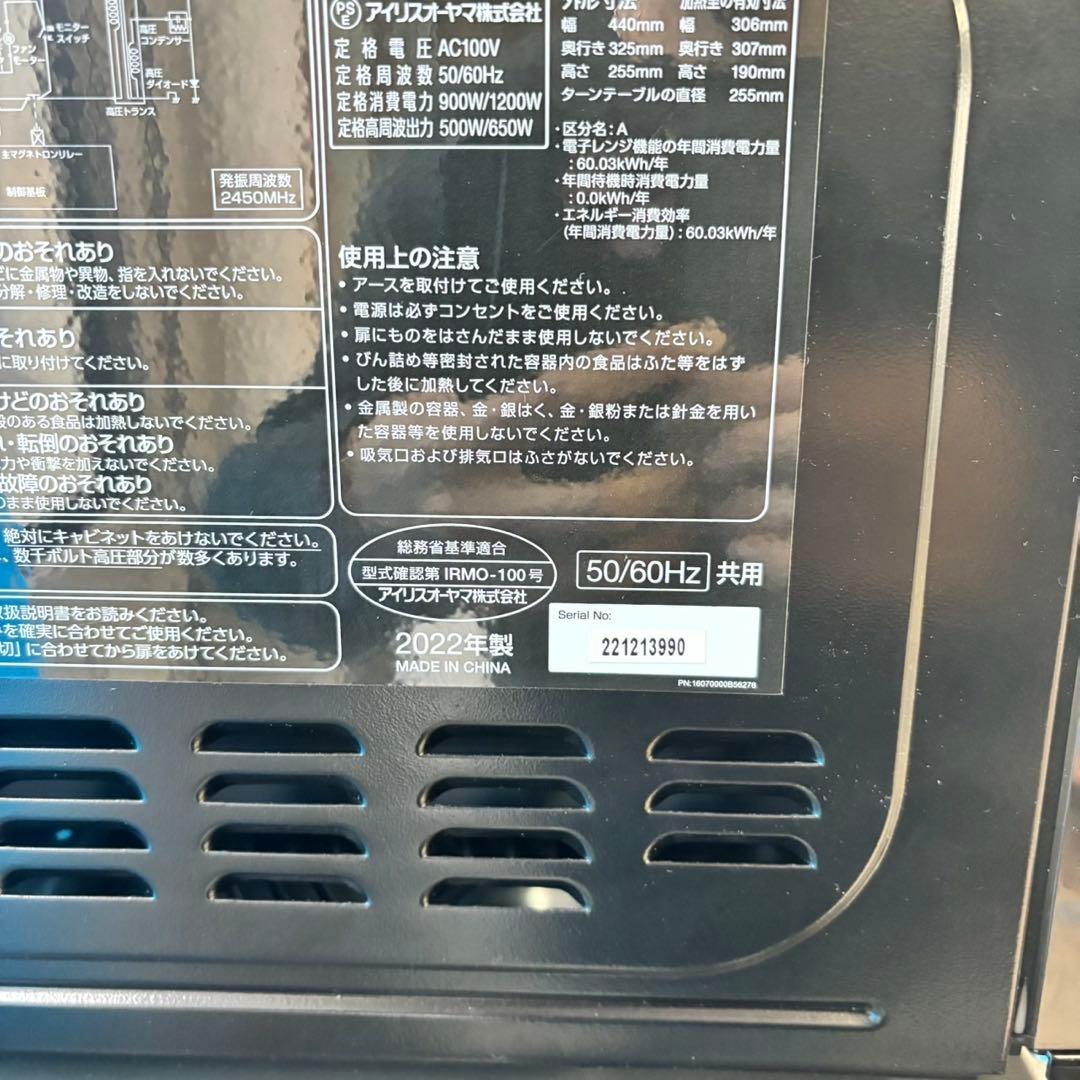 モニター
スイッチ
高圧
コンデンサー
ファン
モーター
高圧
ダイオード
高圧トランス
主マグネトロンリレー
制御基板
発振周波数
2450MHz
PS
E
アイリスオーヤマ株式会社
定格電圧 AC100V
定格周波数 50/60Hz
定格消費電力 900W/1200W
定格高周波出力 500W/650W
外形寸法 加熱室の有効寸法
幅 440mm 幅 306mm
奥行き 325mm 奥行き 307mm
高さ 255mm 高さ 190mm
ターンテーブルの直径 255mm
・区分名:A
・電子レンジ機能の年間消費電力量
:60.03kWh/年
・年間待機時消費電力量
:0.0kWh/年
・エネルギー消費効率
(年間消費電力量):60.03kWh/年
のおそれあり
どに金属物や異物、指を入れないでください。
分解・修理・改造をしないでください。
それあり
に取り付けてください。
けどのおそれあり
のある食品は加熱しないでください。
・転倒のおそれあり
力や衝撃を加えないでください。
故障のおそれあり
のまま使用しないでください。
絶対にキャビネットをあけないでください。
、数千ボルト高圧部分が数多くあります。
取扱説明書をお読みください。
を確実に合わせてご使用ください。
切」に合わせてから扉をあけてください。
使用上の注意
• アースを取付けてご使用ください。
• 電源は必ずコンセントをご使用ください。
• 扉にものをはさんだまま使用しないでください。
• びん詰め等密封された容器内の食品はふた等をはず
した後に加熱してください。
• 金属製の容器、金・銀はく、金・銀粉または針金を用い
た容器等を使用しないでください。
• 吸気口および排気口はふさがないでください。
総務省基準適合
型式確認第 IRMO-100号
アイリスオーヤマ株式会社
50/60Hz 共用
2022年製
MADE IN CHINA
Serial No:
221213990
PN:16070000B56276